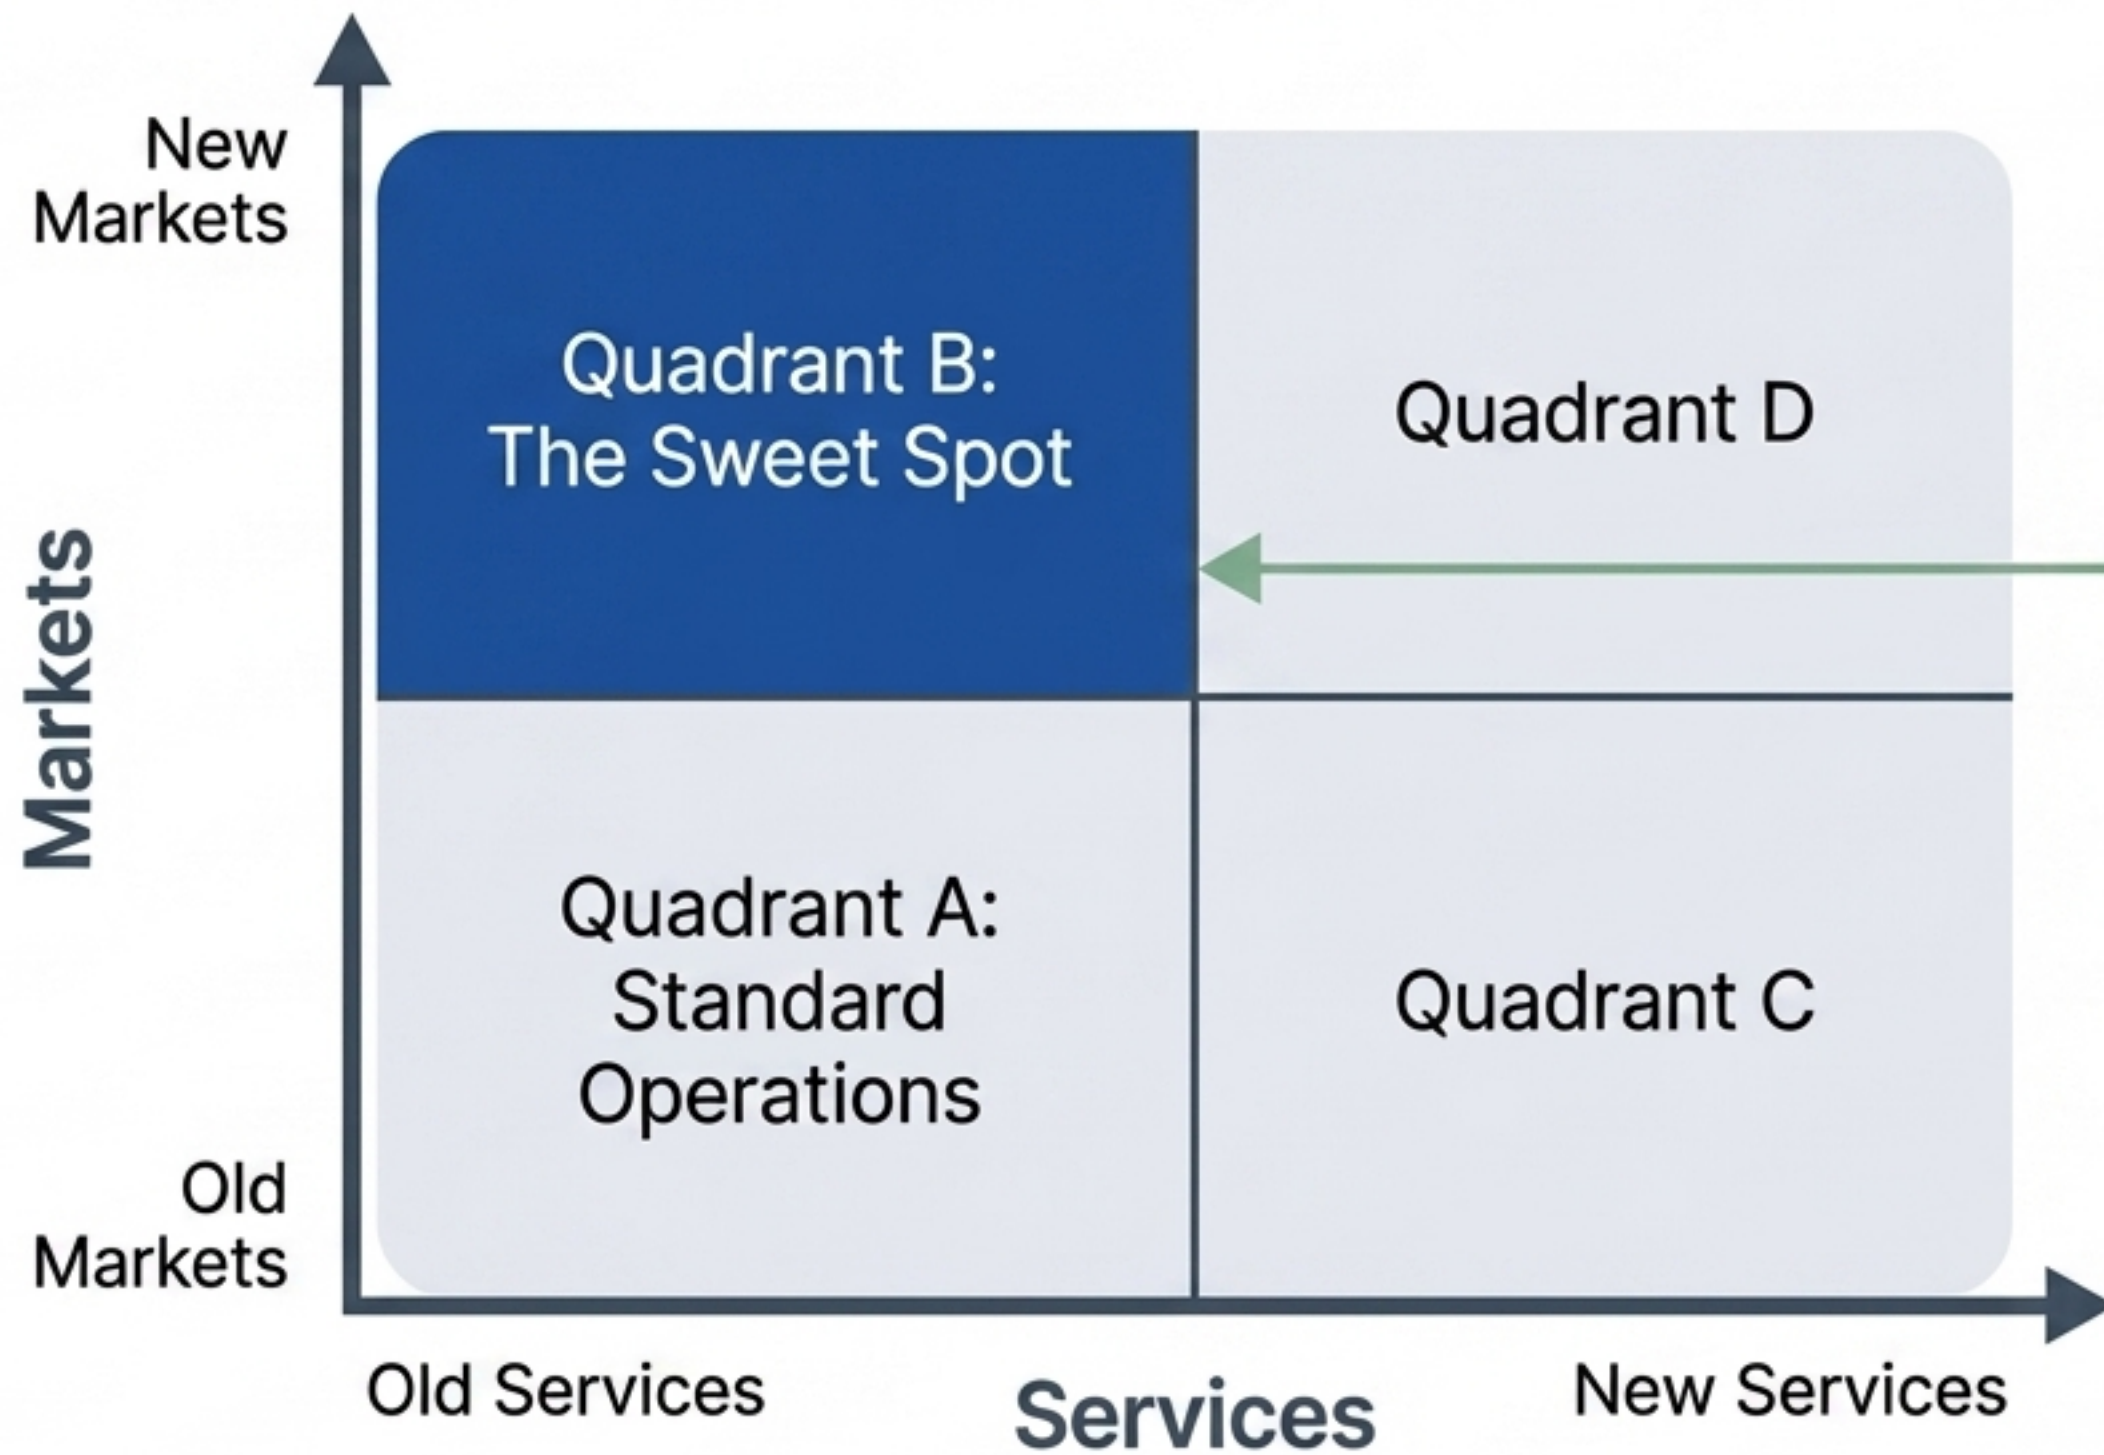 New
Markets
Quadrant B:
The Sweet Spot
Quadrant D
Markets
Quadrant A:
Standard
Operations
Quadrant C
Old
Markets
Old Services
Services
New Services